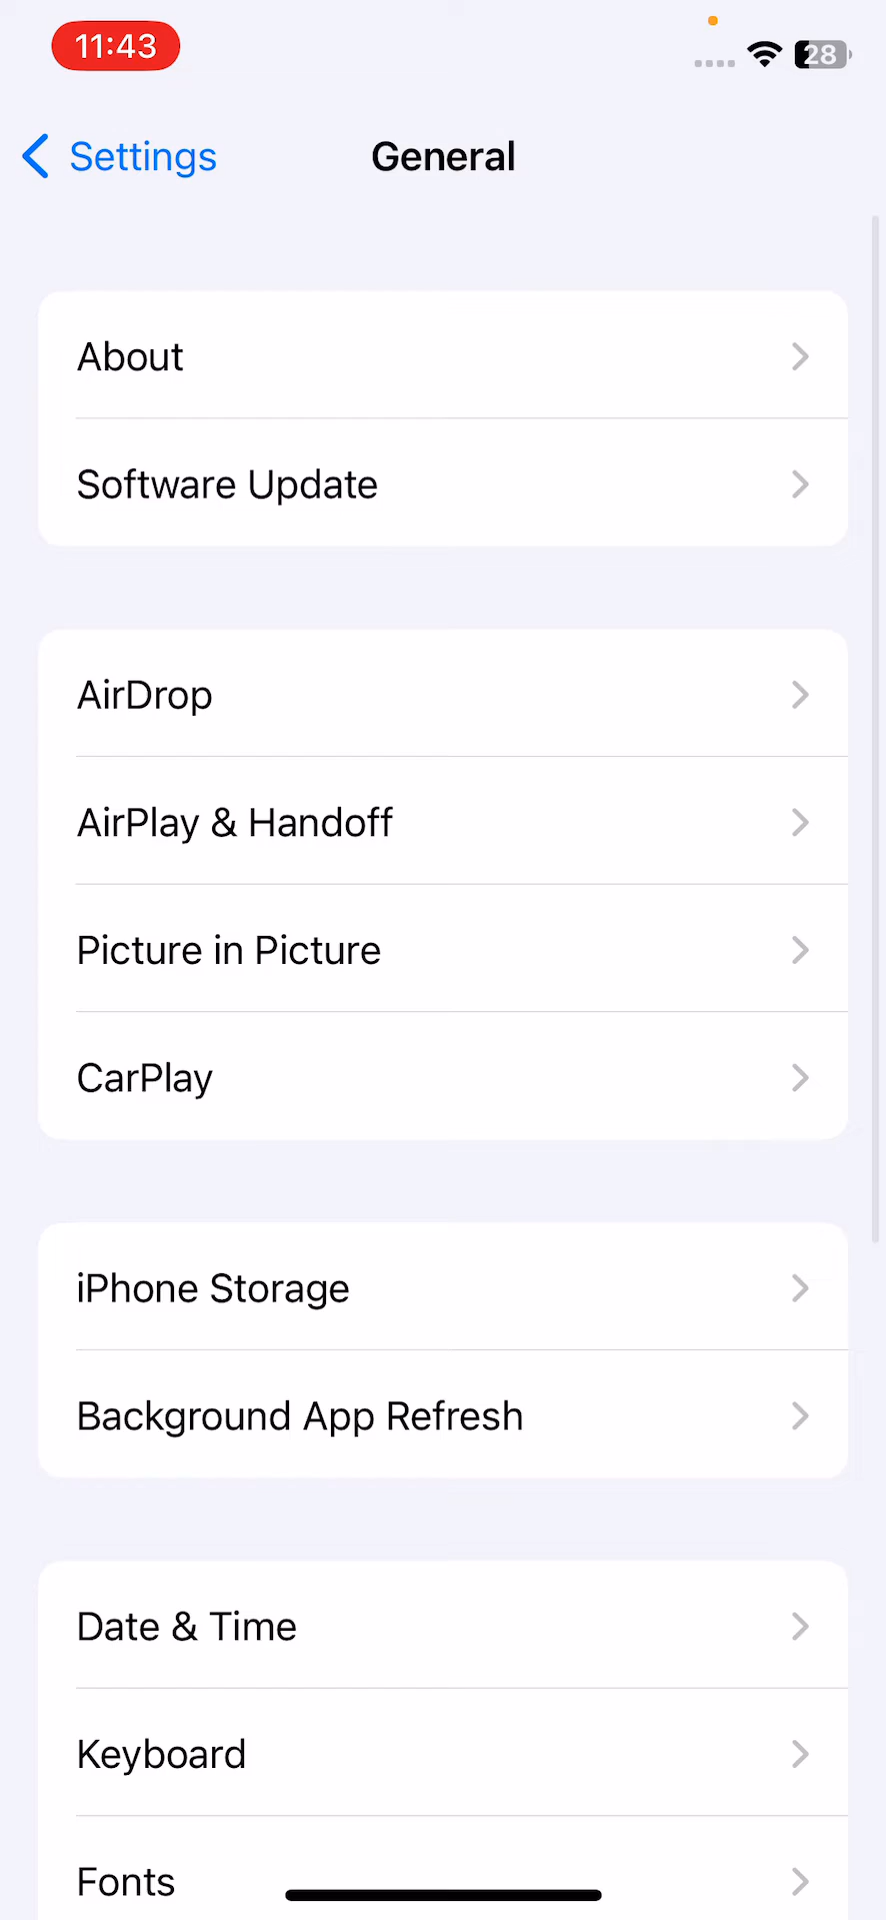 11:43
28
Settings
General
About
Software Update
AirDrop
AirPlay & Handoff
Picture in Picture
CarPlay
iPhone Storage
Background App Refresh
Date & Time
Keyboard
Fonts